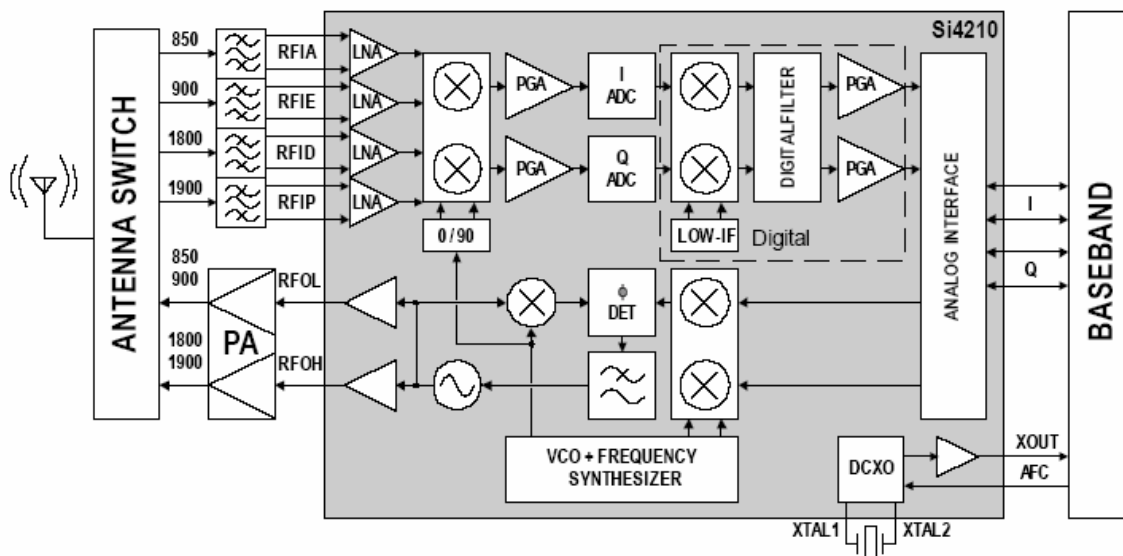 Si4210
ANTENNA SWITCH
850
RFIA
LNA
900
RFIE
LNA
1800
RFID
LNA
1900
RFIP
LNA
0 / 90
PGA
I
ADC
PGA
Q
ADC
LOW-IF
DIGITALFILTER
Digital
PGA
PGA
ANALOG INTERFACE
I
Q
BASEBAND
850
900
1800
1900
PA
RFOL
RFOH
ϕ
DET
VCO + FREQUENCY
SYNTHESIZER
DCXO
XOUT
AFC
XTAL1
XTAL2